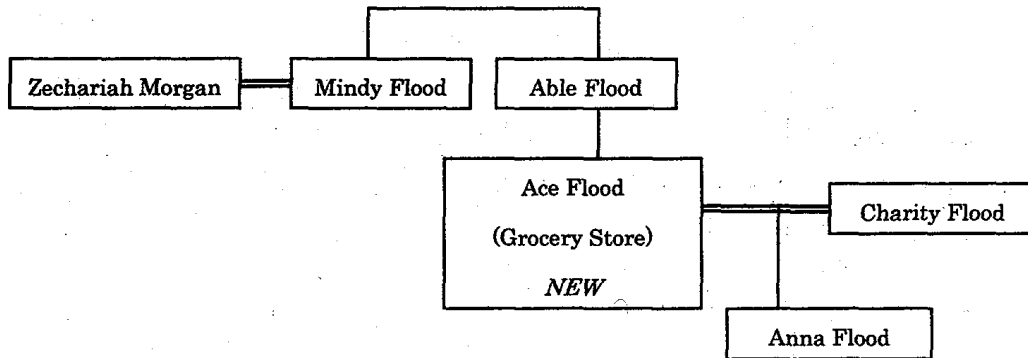 Zechariah Morgan
Mindy Flood
Able Flood
Ace Flood
(Grocery Store)
NEW
Charity Flood
Anna Flood